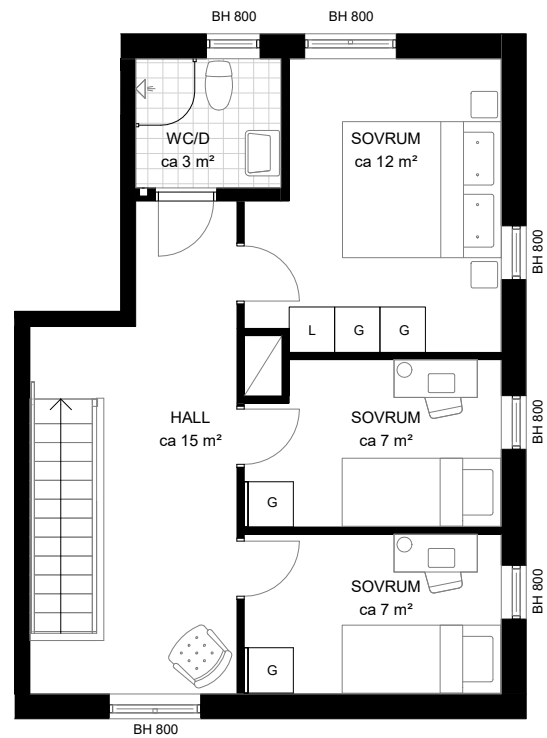 BH 800
BH 800
WC/D
ca 3 m²
SOVRUM
ca 12 m²
BH 800
L
G
G
HALL
ca 15 m²
SOVRUM
ca 7 m²
BH 800
G
SOVRUM
ca 7 m²
BH 800
G
BH 800